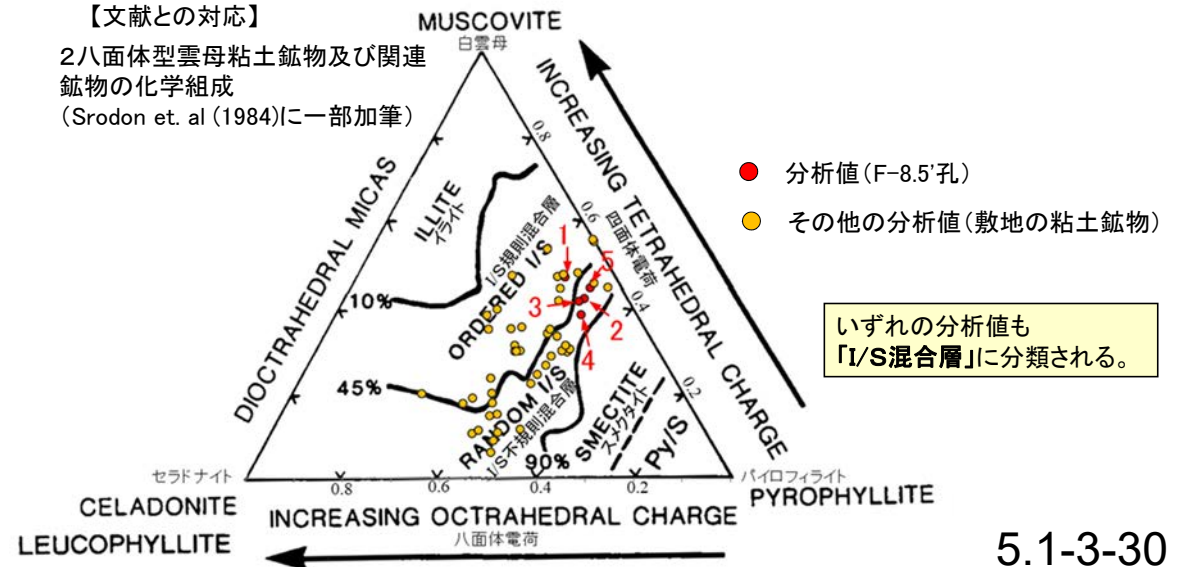 【文献との対応】
2八面体型雲母粘土鉱物及び関連
鉱物の化学組成
(Srodon et. al (1984)に一部加筆)
MUSCOVITE
白雲母
INCREASING TETRAHEDRAL CHARGE
四面体電荷
0.8
0.6
0.4
0.2
DIOCTRAHEDRAL MICAS
ILLITE
イライト
I/S規則混合層
ORDERED I/S
10%
45%
90%
RANDOM I/S
I/S不規則混合層
SMECTITE
スメクタイト
Py/S
1
5
3
2
4
分析値(F-8.5'孔)
その他の分析値(敷地の粘土鉱物)
いずれの分析値も
「I/S混合層」に分類される。
セラドナイト
CELADONITE
LEUCOPHYLLITE
0.8
0.6
0.4
0.2
パイロフィライト
PYROPHYLLITE
INCREASING OCTRAHEDRAL CHARGE
八面体電荷
5.1-3-30